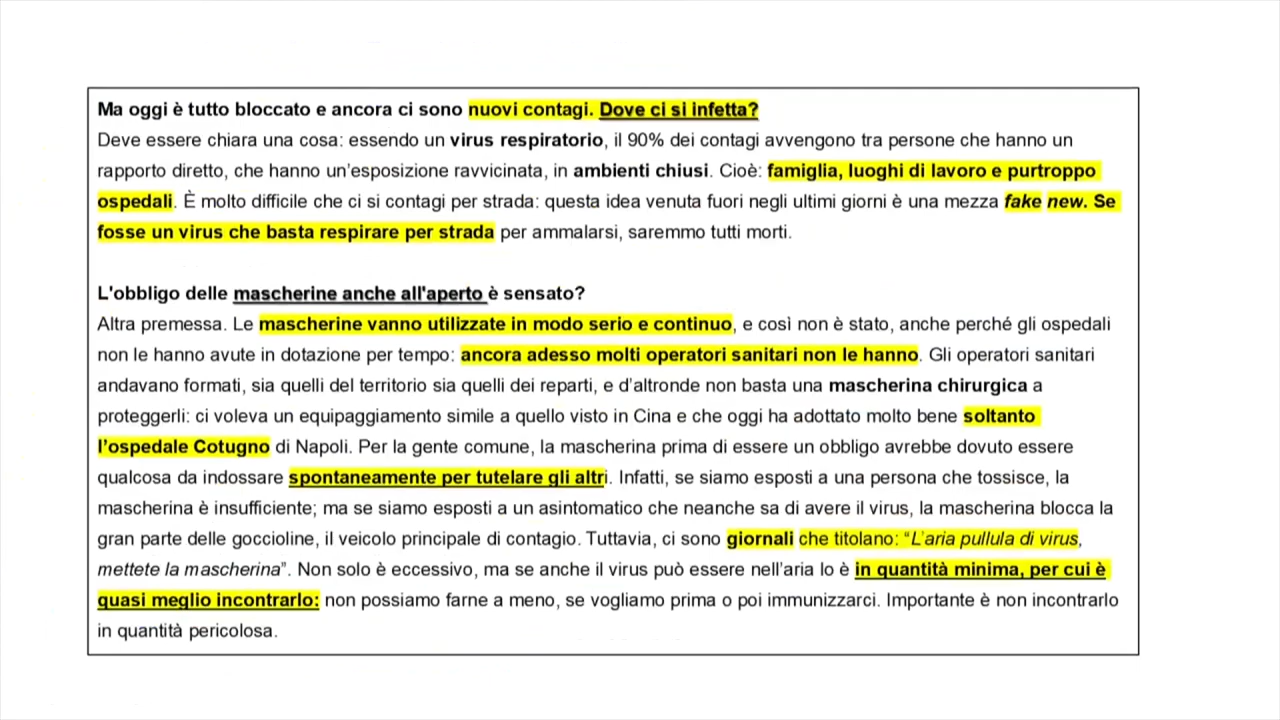 Ma oggi è tutto bloccato e ancora ci sono nuovi contagi. Dove ci si infetta?
Deve essere chiara una cosa: essendo un virus respiratorio, il 90% dei contagi avvengono tra persone che hanno un
rapporto diretto, che hanno un'esposizione ravvicinata, in ambienti chiusi. Cioè: famiglia, luoghi di lavoro e purtroppo
ospedali. È molto difficile che ci si contagi per strada: questa idea venuta fuori negli ultimi giorni è una mezza fake new. Se
fosse un virus che basta respirare per strada per ammalarsi, saremmo tutti morti.
L'obbligo delle mascherine anche all'aperto è sensato?
Altra premessa. Le mascherine vanno utilizzate in modo serio e continuo, e così non è stato, anche perché gli ospedali
non le hanno avute in dotazione per tempo: ancora adesso molti operatori sanitari non le hanno. Gli operatori sanitari
andavano formati, sia quelli del territorio sia quelli dei reparti, e d'altronde non basta una mascherina chirurgica a
proteggerli: ci voleva un equipaggiamento simile a quello visto in Cina e che oggi ha adottato molto bene soltanto
l'ospedale Cotugno di Napoli. Per la gente comune, la mascherina prima di essere un obbligo avrebbe dovuto essere
qualcosa da indossare spontaneamente per tutelare gli altri. Infatti, se siamo esposti a una persona che tossisce, la
mascherina è insufficiente; ma se siamo esposti a un asintomatico che neanche sa di avere il virus, la mascherina blocca la
gran parte delle goccioline, il veicolo principale di contagio. Tuttavia, ci sono giornali che titolano: “L'aria pullula di virus,
mettete la mascherina”. Non solo è eccessivo, ma se anche il virus può essere nell'aria lo è in quantità minima, per cui è
quasi meglio incontrarlo: non possiamo farne a meno, se vogliamo prima o poi immunizzarci. Importante è non incontrarlo
in quantità pericolosa.